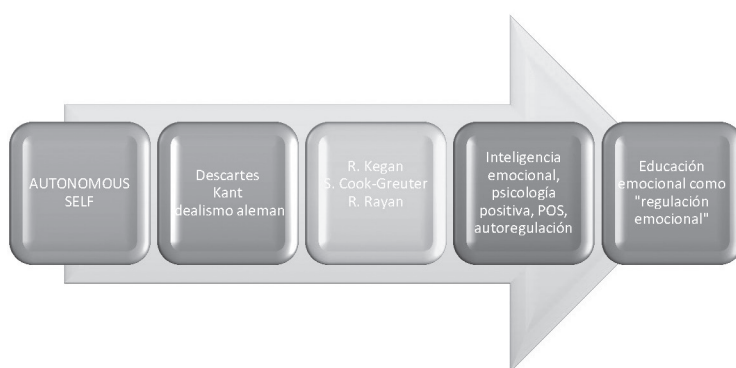 AUTONOMOUS
SELF
Descartes
Kant
dealismo aleman
R. Kegan
S. Cook-Greuter
R. Rayan
Inteligencia
emocional,
psicología
positiva, POS,
autoregulación
Educación
emocional como
"regulación
emocional"